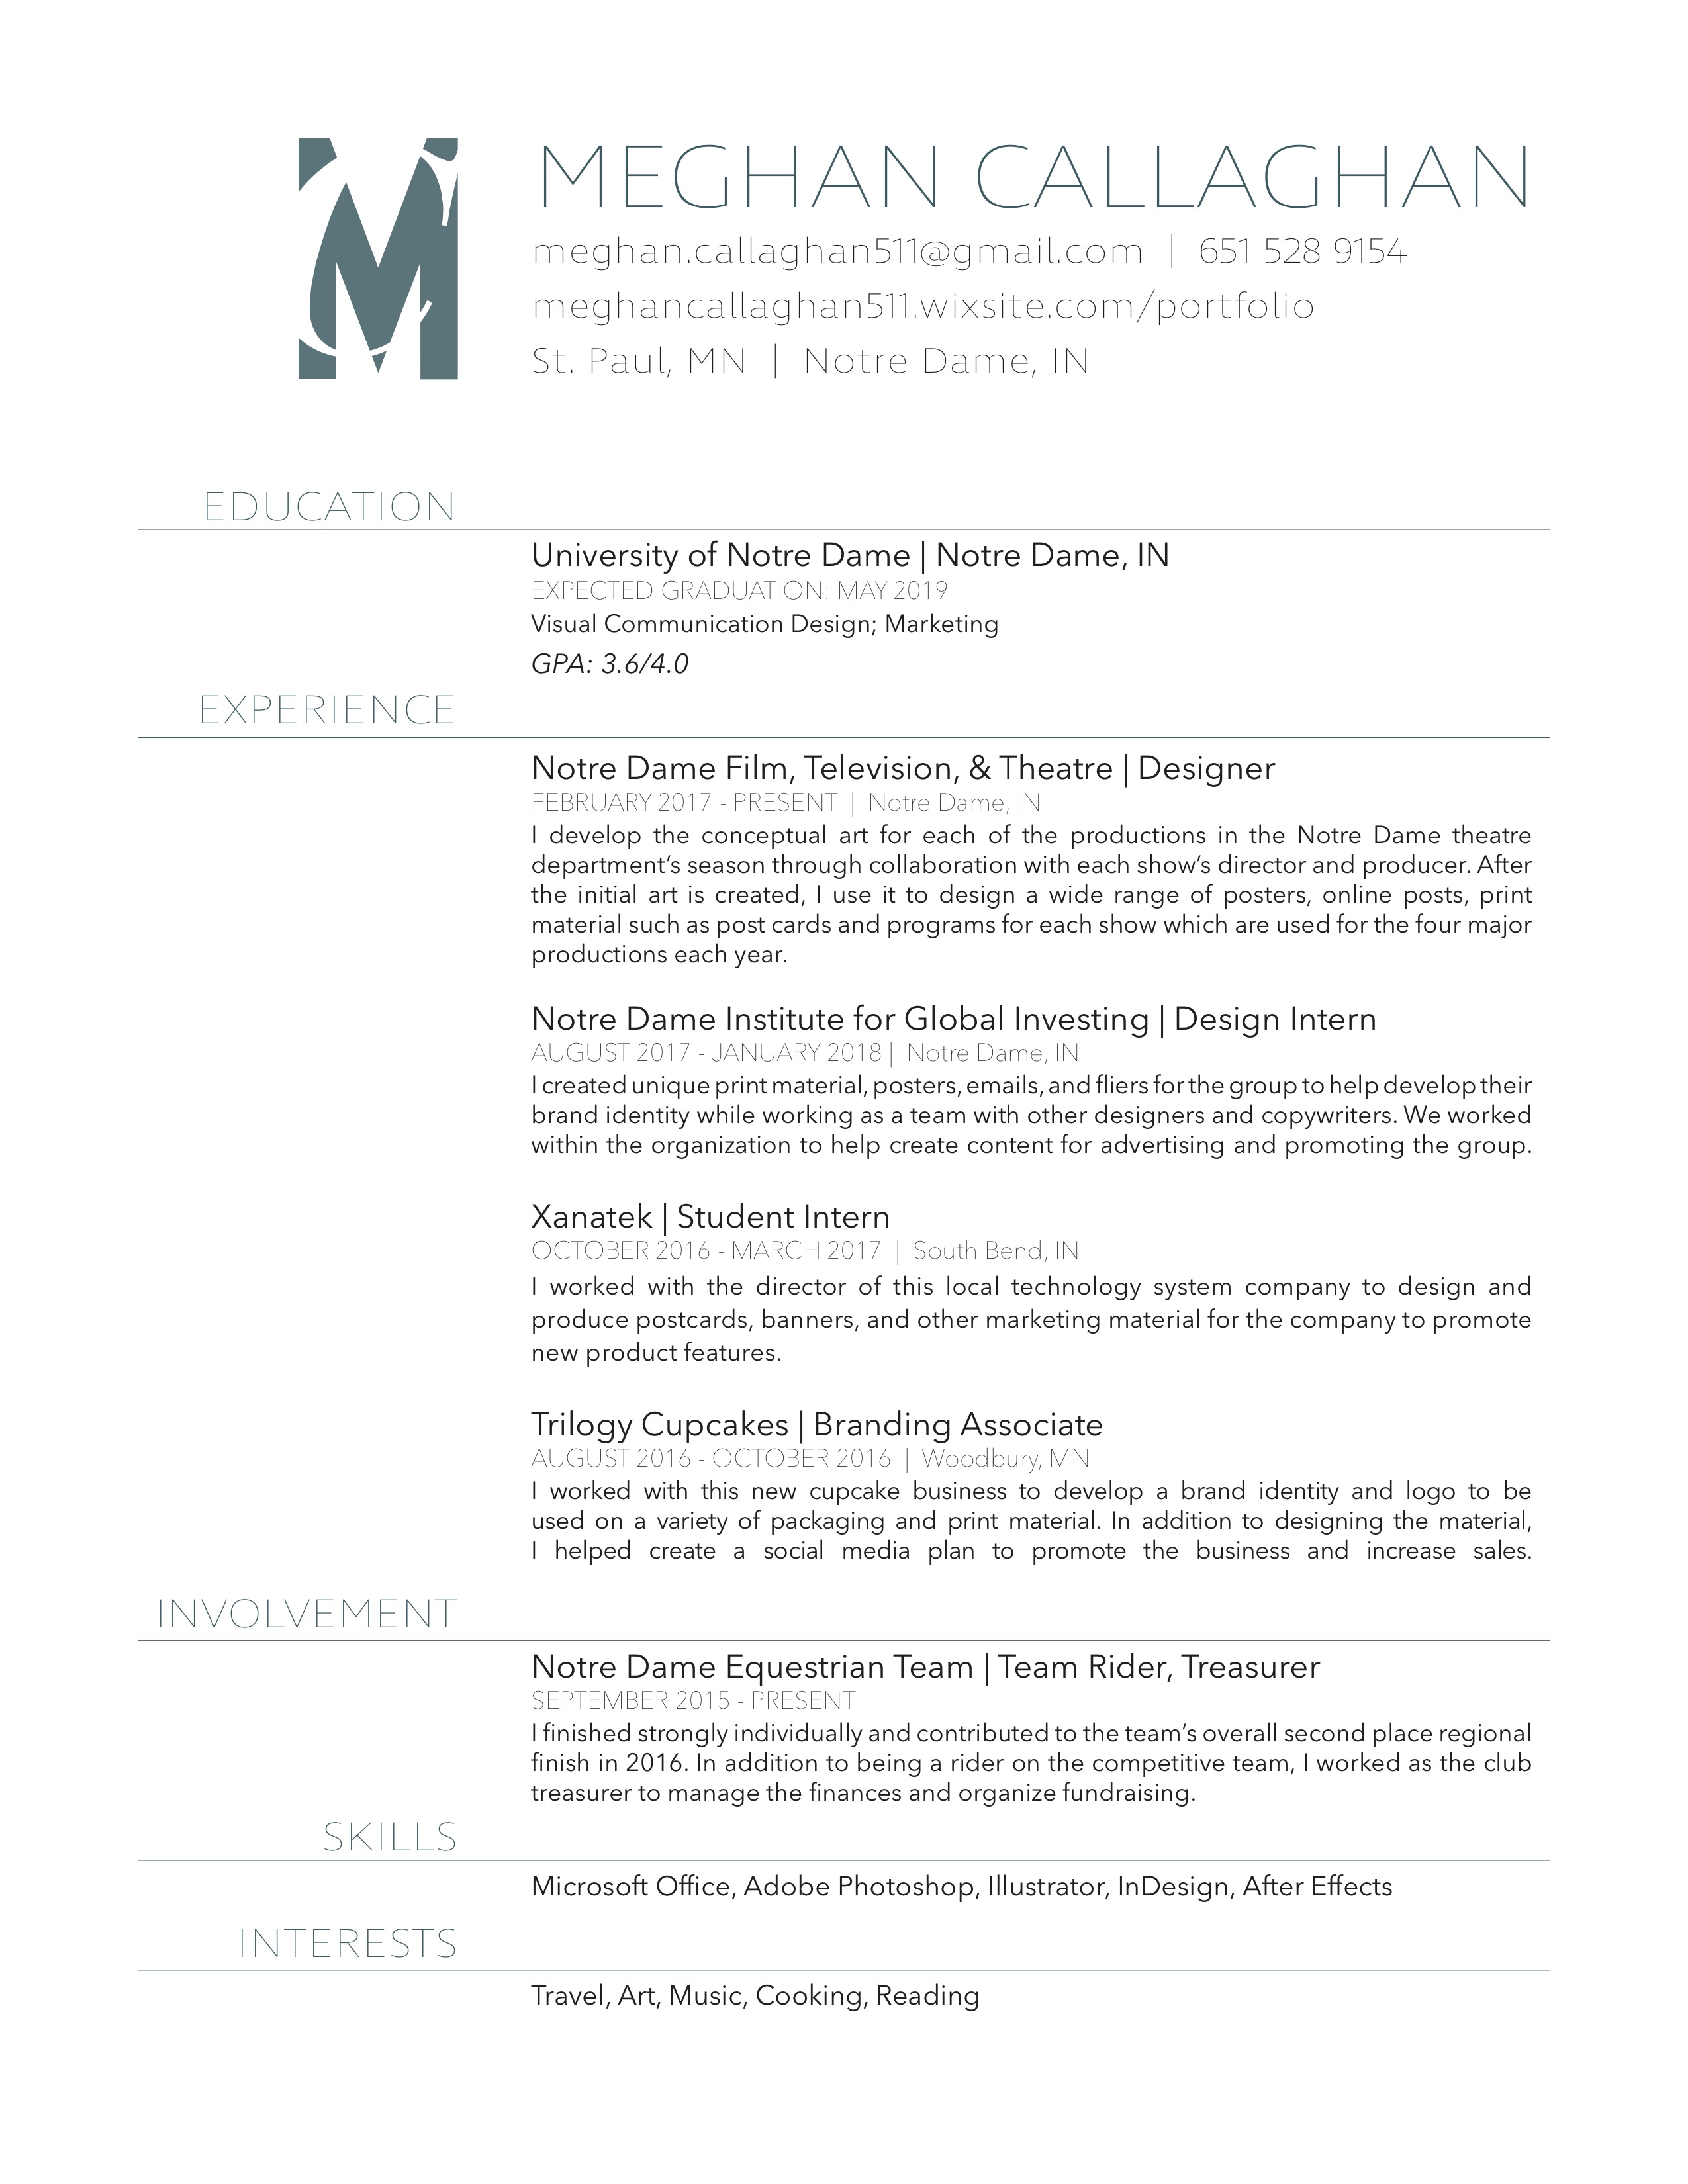 MEGHAN CALLAGHAN
meghan.callaghan511@gmail.com | 651 528 9154
meghancallaghan511.wixsite.com/portfolio
St. Paul, MN | Notre Dame, IN
EDUCATION
University of Notre Dame | Notre Dame, IN
EXPECTED GRADUATION: MAY 2019
Visual Communication Design; Marketing
GPA: 3.6/4.0
EXPERIENCE
Notre Dame Film, Television, & Theatre | Designer
FEBRUARY 2017 - PRESENT | Notre Dame, IN
I develop the conceptual art for each of the productions in the Notre Dame theatre
department’s season through collaboration with each show’s director and producer. After
the initial art is created, I use it to design a wide range of posters, online posts, print
material such as post cards and programs for each show which are used for the four major
productions each year.
Notre Dame Institute for Global Investing | Design Intern
AUGUST 2017 - JANUARY 2018 | Notre Dame, IN
I created unique print material, posters, emails, and fliers for the group to help develop their
brand identity while working as a team with other designers and copywriters. We worked
within the organization to help create content for advertising and promoting the group.
Xanatek | Student Intern
OCTOBER 2016 - MARCH 2017 | South Bend, IN
I worked with the director of this local technology system company to design and
produce postcards, banners, and other marketing material for the company to promote
new product features.
Trilogy Cupcakes | Branding Associate
AUGUST 2016 - OCTOBER 2016 | Woodbury, MN
I worked with this new cupcake business to develop a brand identity and logo to be
used on a variety of packaging and print material. In addition to designing the material,
I helped create a social media plan to promote the business and increase sales.
INVOLVEMENT
Notre Dame Equestrian Team | Team Rider, Treasurer
SEPTEMBER 2015 - PRESENT
I finished strongly individually and contributed to the team’s overall second place regional
finish in 2016. In addition to being a rider on the competitive team, I worked as the club
treasurer to manage the finances and organize fundraising.
SKILLS
Microsoft Office, Adobe Photoshop, Illustrator, InDesign, After Effects
INTERESTS
Travel, Art, Music, Cooking, Reading